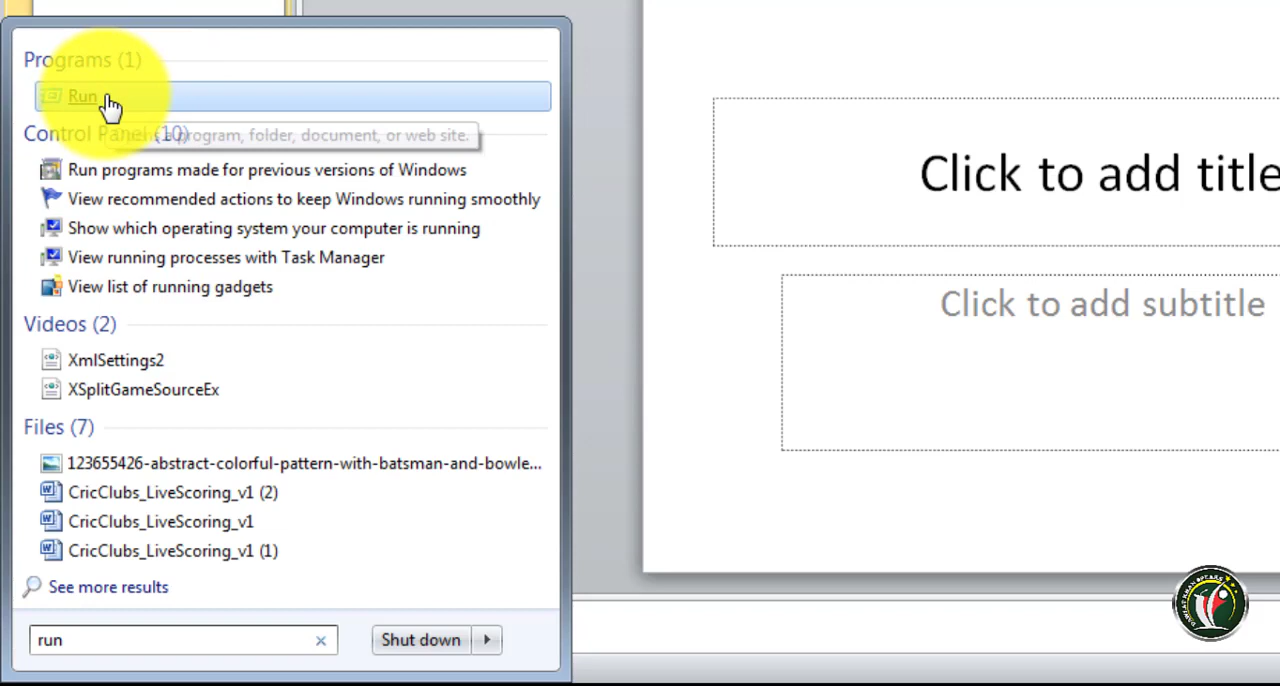 Programs (1)
Run
Control Panel (10)
Opens a program, folder, document, or web site.
Run programs made for previous versions of Windows
View recommended actions to keep Windows running smoothly
Show which operating system your computer is running
View running processes with Task Manager
View list of running gadgets
Videos (2)
XmlSettings2
XSplitGameSourceEx
Files (7)
123655426-abstract-colorful-pattern-with-batsman-and-bowle...
CricClubs_LiveScoring_v1 (2)
CricClubs_LiveScoring_v1
CricClubs_LiveScoring_v1 (1)
See more results
run
Shut down
Click to add title
Click to add subtitle